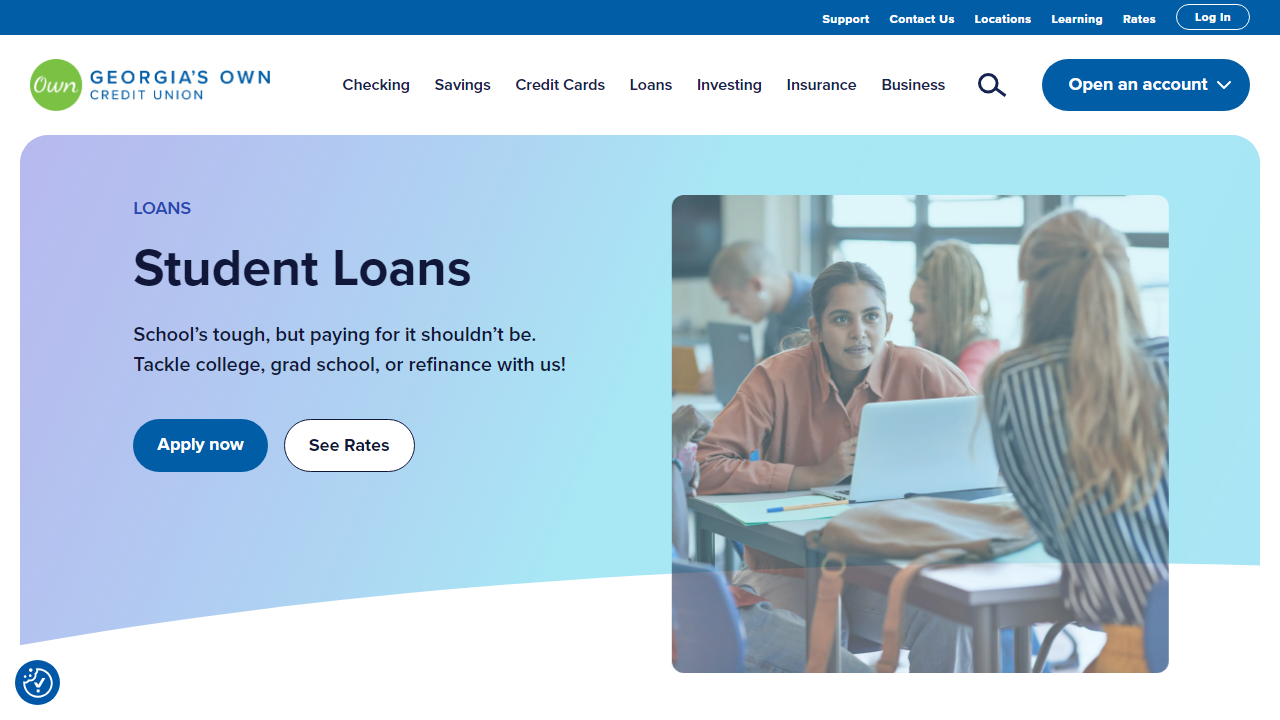 Support
Contact Us
Locations
Learning
Rates
Log In
Own
GEORGIA'S OWN
CREDIT UNION
Checking
Savings
Credit Cards
Loans
Investing
Insurance
Business
Open an account
LOANS
Student Loans
School’s tough, but paying for it shouldn’t be.
Tackle college, grad school, or refinance with us!
Apply now
See Rates